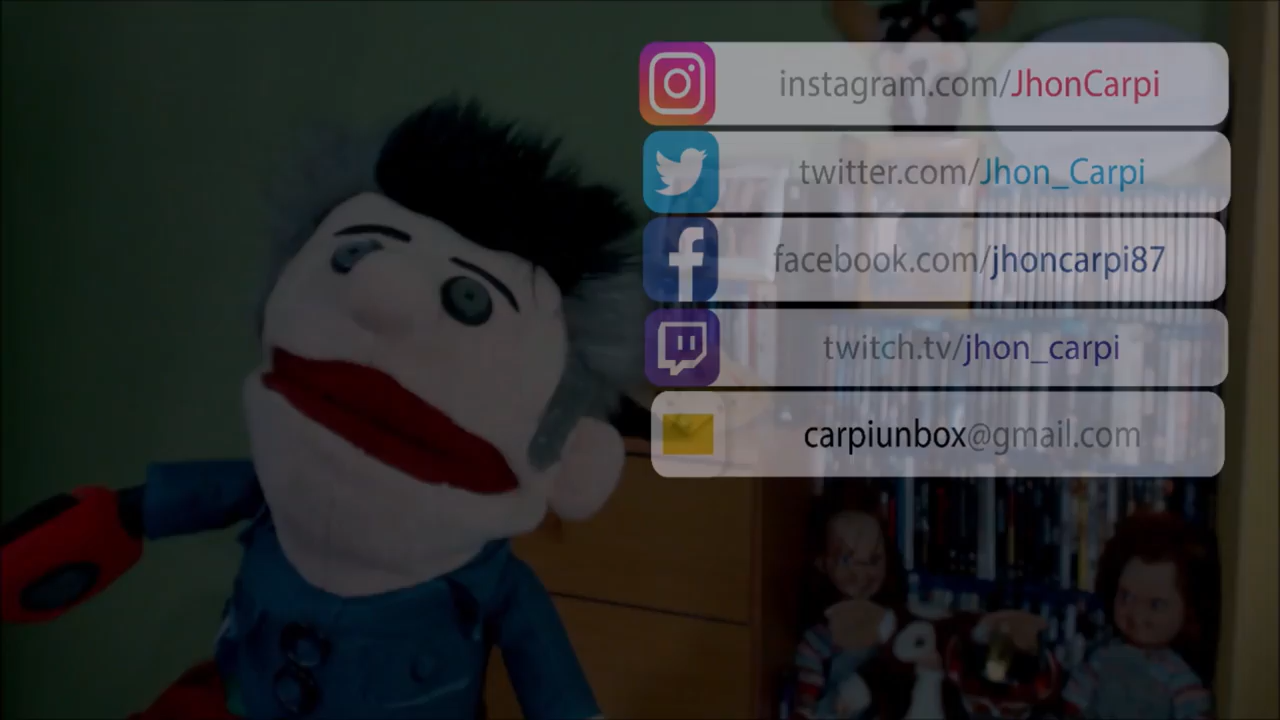 instagram.com/JhonCarpi
twitter.com/Jhon_Carpi
facebook.com/jhoncarpi87
twitch.tv/jhon_carpi
carpiunbox@gmail.com